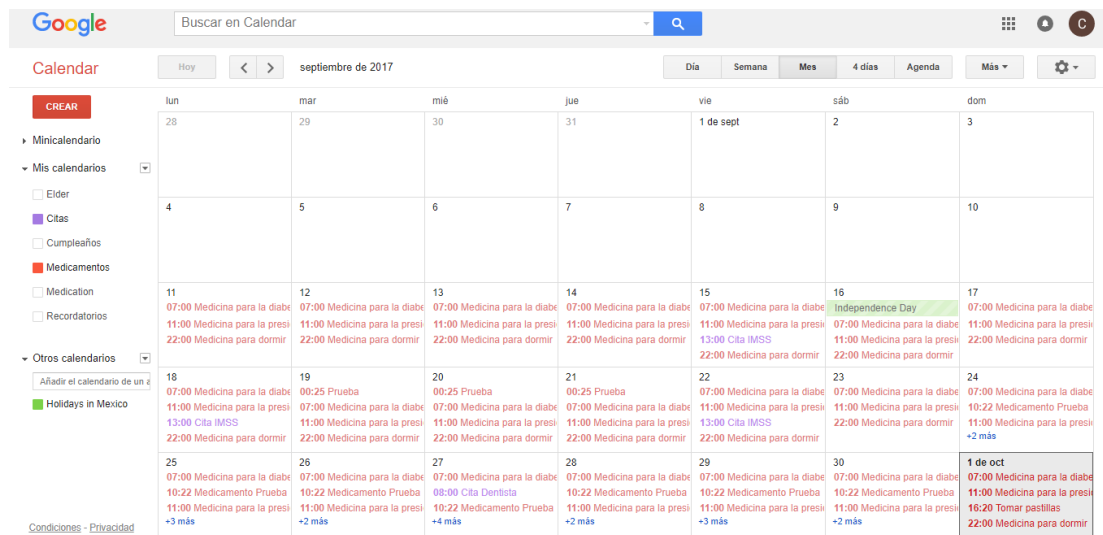 Google
Buscar en Calendar
C
Calendar
Hoy
septiembre de 2017
Día
Semana
Mes
4 días
Agenda
Más
CREAR
Minicalendario
Mis calendarios
Elder
Citas
Cumpleaños
Medicamentos
Medication
Recordatorios
Otros calendarios
Añadir el calendario de un a
Holidays in Mexico
Condiciones - Privacidad
lun mar mié jue vie sáb dom
28 29 30 31 1 de sept 2 3
4 5 6 7 8 9 10
11
07:00 Medicina para la diabe
11:00 Medicina para la presi
22:00 Medicina para dormir
12
07:00 Medicina para la diabe
11:00 Medicina para la presi
22:00 Medicina para dormir
13
07:00 Medicina para la diabe
11:00 Medicina para la presi
22:00 Medicina para dormir
14
07:00 Medicina para la diabe
11:00 Medicina para la presi
22:00 Medicina para dormir
15
07:00 Medicina para la diabe
11:00 Medicina para la presi
13:00 Cita IMSS
22:00 Medicina para dormir
16
Independence Day
07:00 Medicina para la diabe
11:00 Medicina para la presi
22:00 Medicina para dormir
17
07:00 Medicina para la diabe
11:00 Medicina para la presi
22:00 Medicina para dormir
18
07:00 Medicina para la diabe
11:00 Medicina para la presi
13:00 Cita IMSS
22:00 Medicina para dormir
19
00:25 Prueba
07:00 Medicina para la diabe
11:00 Medicina para la presi
22:00 Medicina para dormir
20
00:25 Prueba
07:00 Medicina para la diabe
11:00 Medicina para la presi
22:00 Medicina para dormir
21
00:25 Prueba
07:00 Medicina para la diabe
11:00 Medicina para la presi
22:00 Medicina para dormir
22
07:00 Medicina para la diabe
11:00 Medicina para la presi
13:00 Cita IMSS
22:00 Medicina para dormir
23
07:00 Medicina para la diabe
11:00 Medicina para la presi
22:00 Medicina para dormir
24
07:00 Medicina para la diabe
10:22 Medicamento Prueba
11:00 Medicina para la presi
+2 más
25
07:00 Medicina para la diabe
10:22 Medicamento Prueba
11:00 Medicina para la presi
+3 más
26
07:00 Medicina para la diabe
10:22 Medicamento Prueba
11:00 Medicina para la presi
+2 más
27
07:00 Medicina para la diabe
08:00 Cita Dentista
10:22 Medicamento Prueba
+4 más
28
07:00 Medicina para la diabe
10:22 Medicamento Prueba
11:00 Medicina para la presi
+2 más
29
07:00 Medicina para la diabe
10:22 Medicamento Prueba
11:00 Medicina para la presi
+3 más
30
07:00 Medicina para la diabe
10:22 Medicamento Prueba
11:00 Medicina para la presi
+2 más
1 de oct
07:00 Medicina para la diabe
11:00 Medicina para la presi
16:20 Tomar pastillas
22:00 Medicina para dormir